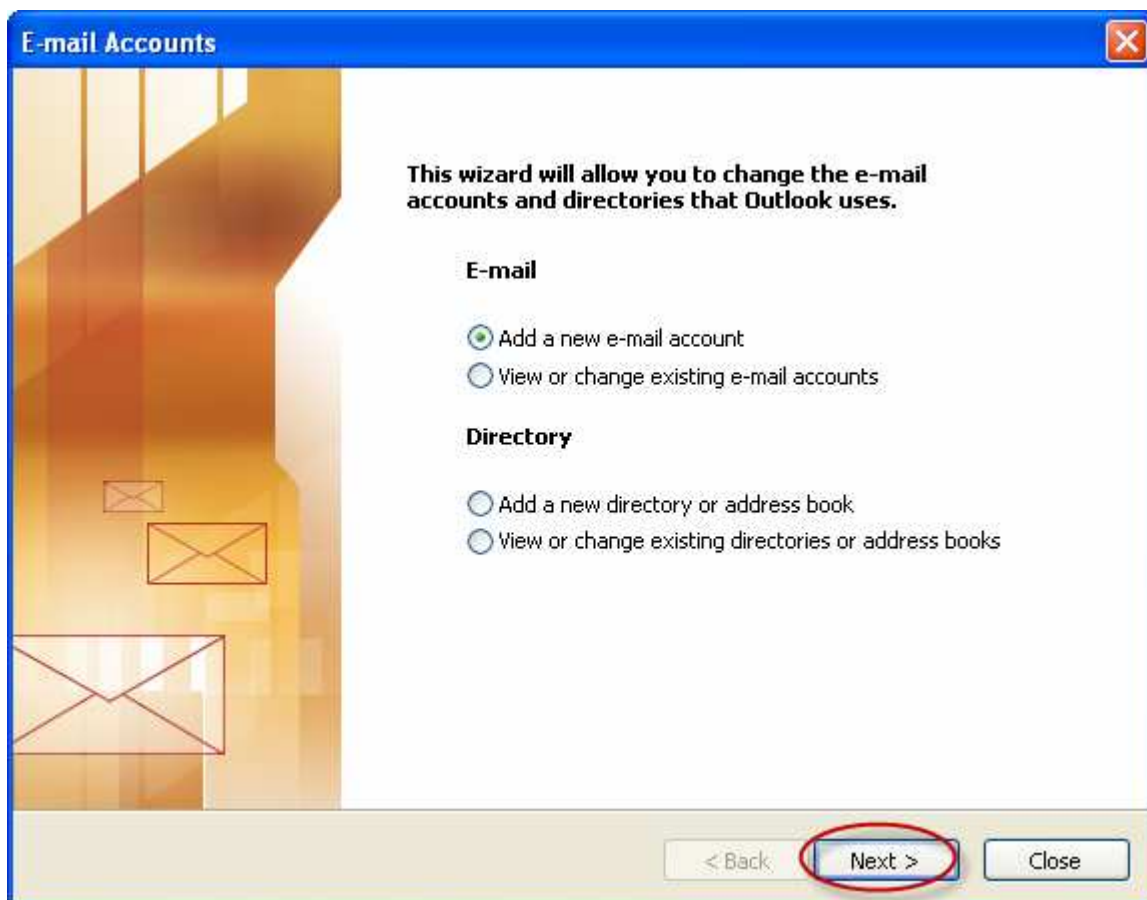 E-mail Accounts
This wizard will allow you to change the e-mail
accounts and directories that Outlook uses.
E-mail
Add a new e-mail account
View or change existing e-mail accounts
Directory
Add a new directory or address book
View or change existing directories or address books
< Back Next > Close